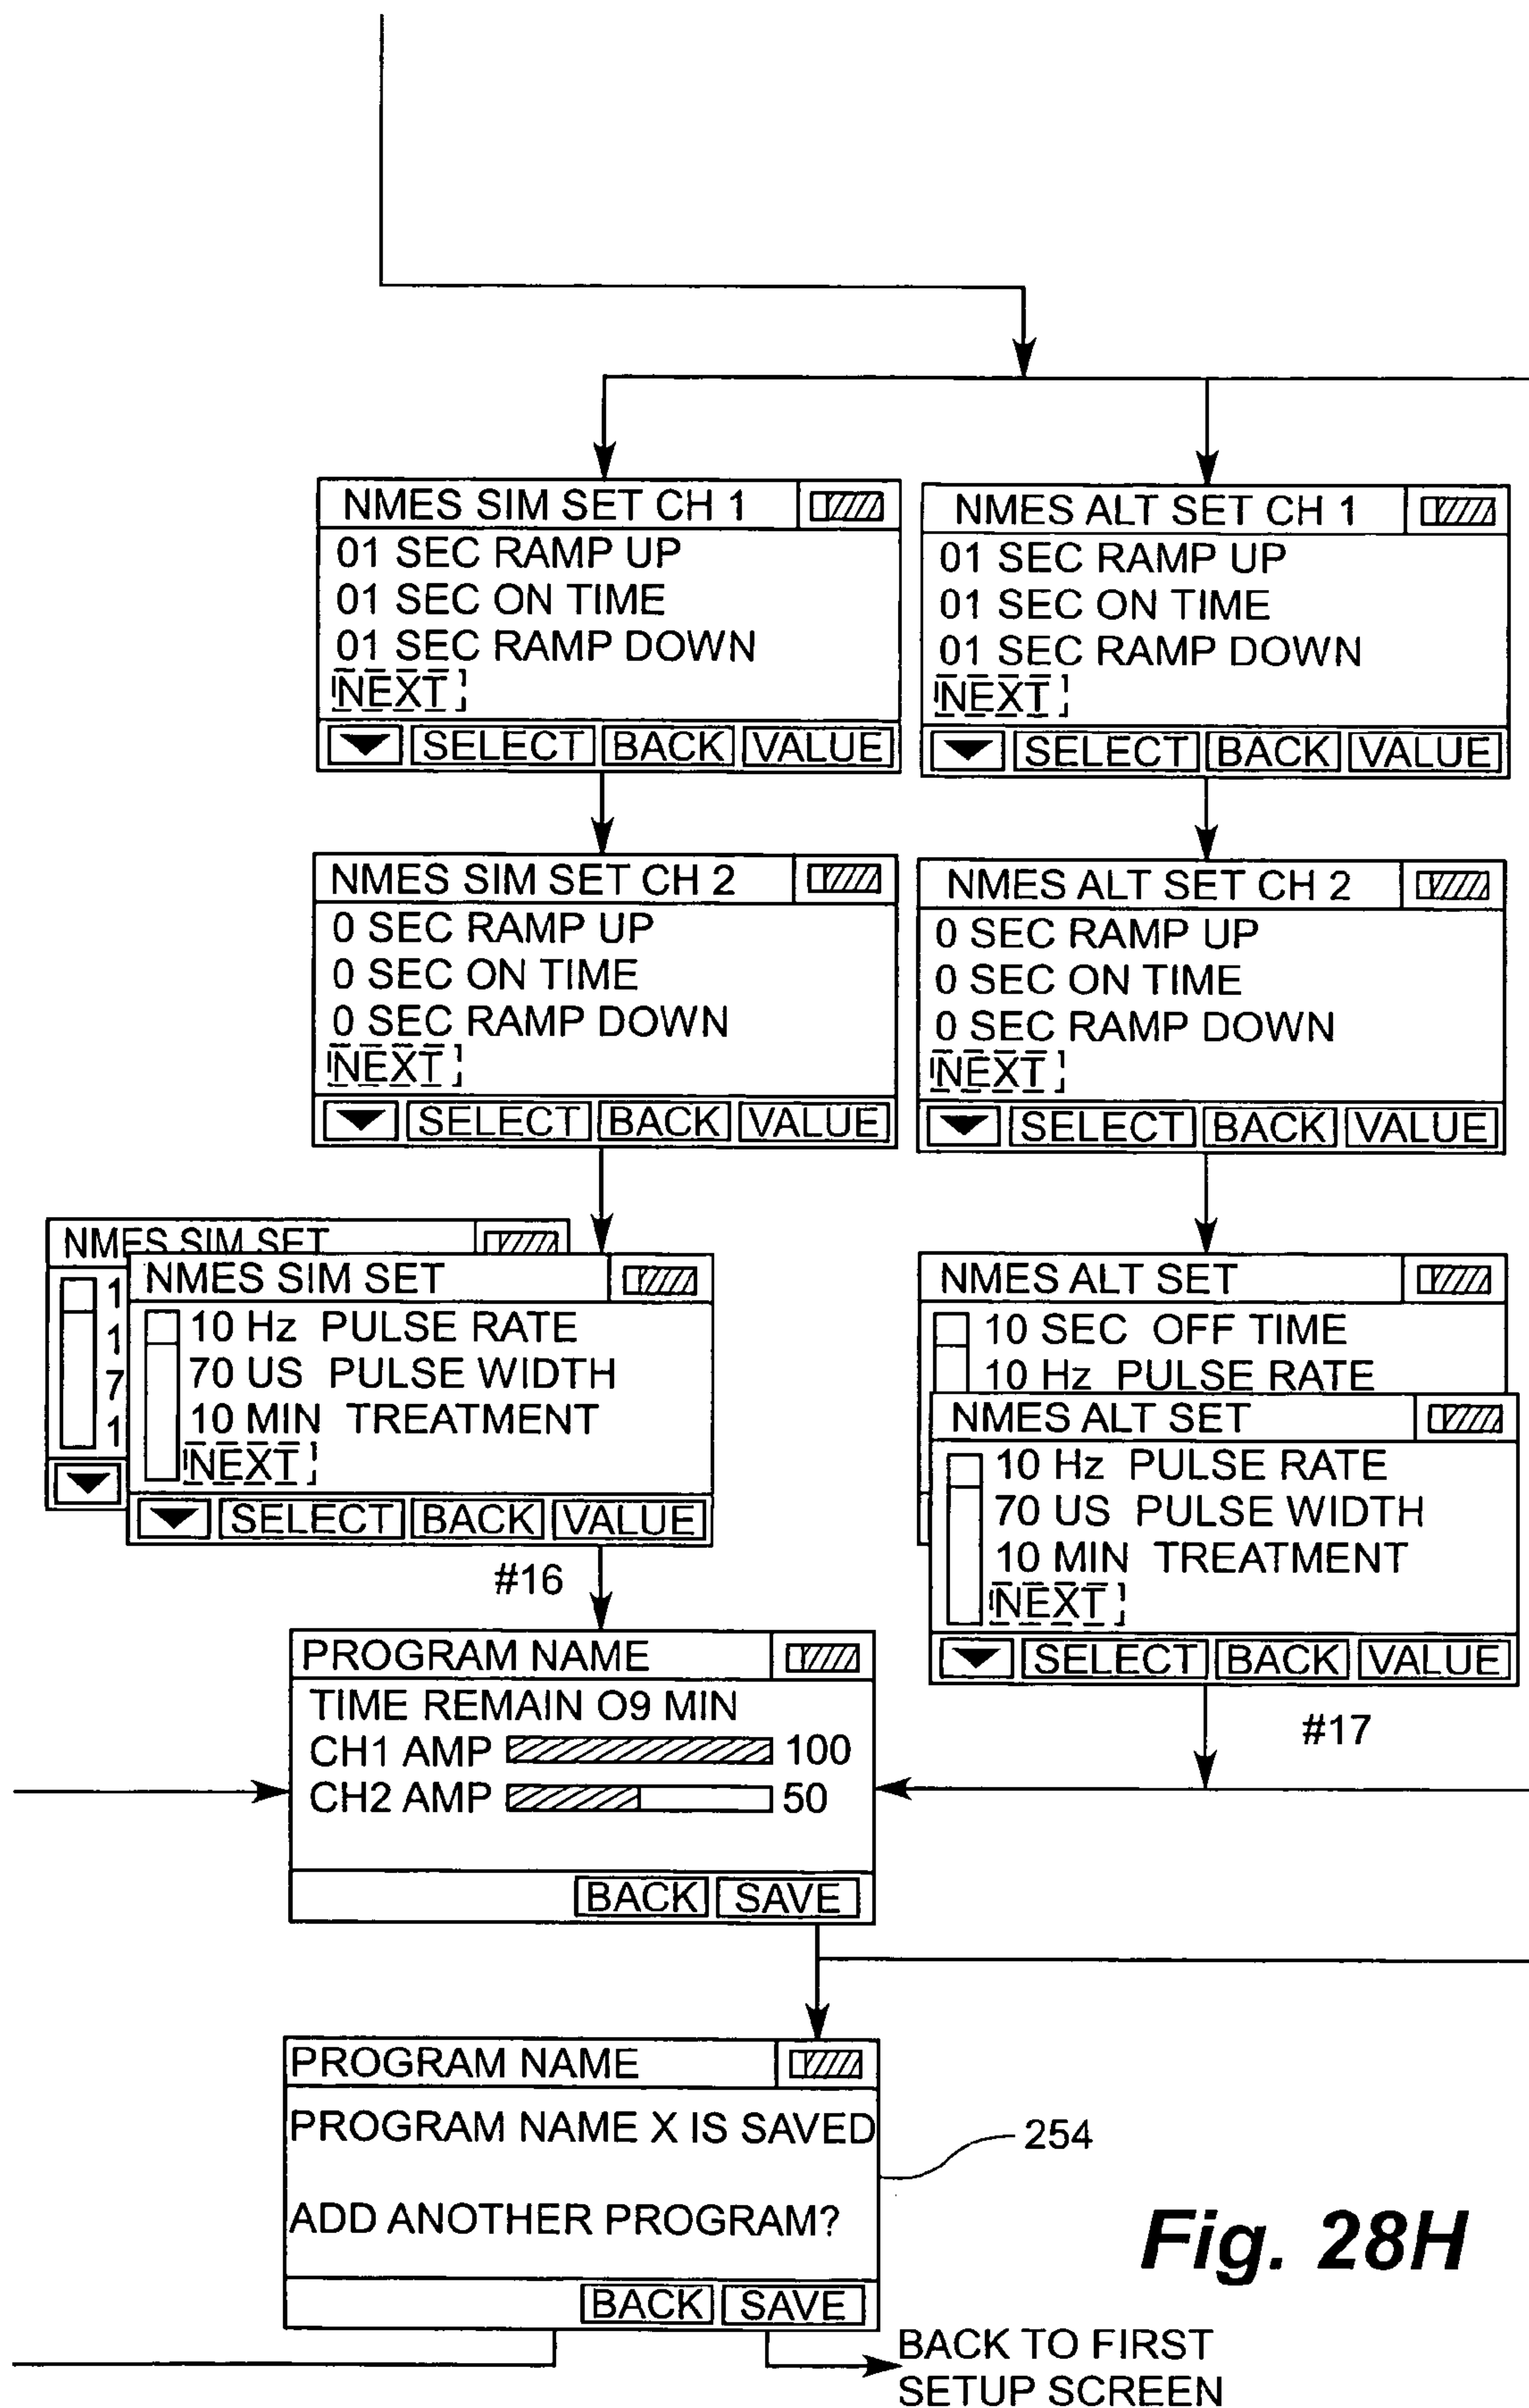 NMES SIM SET CH 1
01 SEC RAMP UP
01 SEC ON TIME
01 SEC RAMP DOWN
NEXT
SELECT BACK VALUE
NMES ALT SET CH 1
01 SEC RAMP UP
01 SEC ON TIME
01 SEC RAMP DOWN
NEXT
SELECT BACK VALUE
NMES SIM SET CH 2
0 SEC RAMP UP
0 SEC ON TIME
0 SEC RAMP DOWN
NEXT
SELECT BACK VALUE
NMES ALT SET CH 2
0 SEC RAMP UP
0 SEC ON TIME
0 SEC RAMP DOWN
NEXT
SELECT BACK VALUE
NMES SIM SET
1
1
7
1
NMES SIM SET
10 Hz PULSE RATE
70 US PULSE WIDTH
10 MIN TREATMENT
NEXT
SELECT BACK VALUE
#16
NMES ALT SET
10 SEC OFF TIME
10 Hz PULSE RATE
NMES ALT SET
10 Hz PULSE RATE
70 US PULSE WIDTH
10 MIN TREATMENT
NEXT
SELECT BACK VALUE
#17
PROGRAM NAME
TIME REMAIN O9 MIN
CH1 AMP 100
CH2 AMP 50
BACK SAVE
PROGRAM NAME
PROGRAM NAME X IS SAVED
ADD ANOTHER PROGRAM?
BACK SAVE
254
BACK TO FIRST
SETUP SCREEN
Fig. 28H